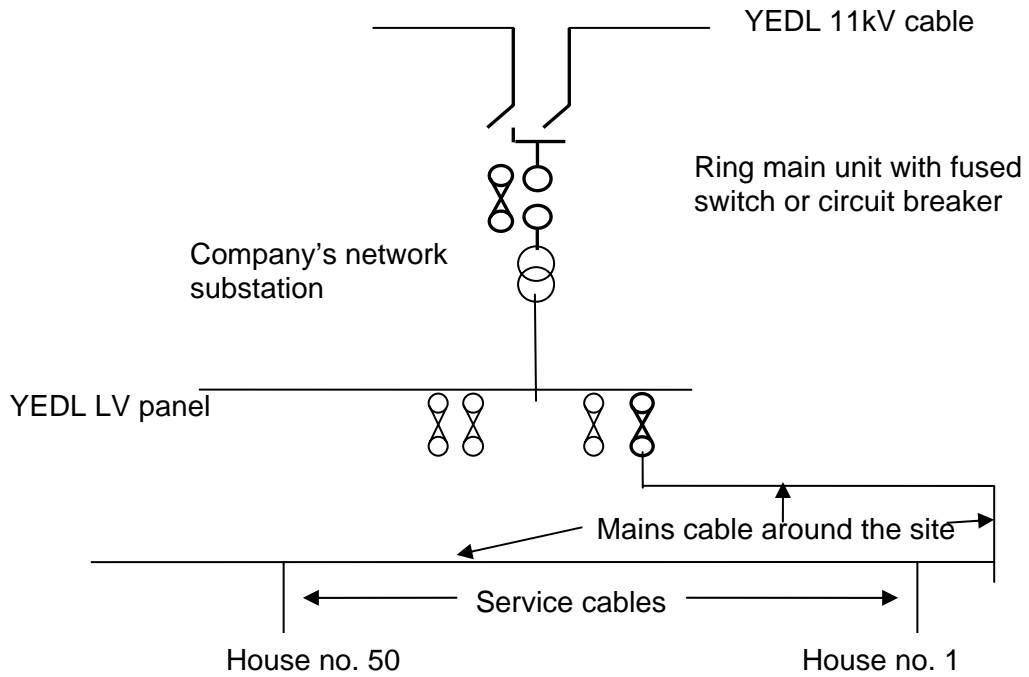 YEDL 11kV cable
Ring main unit with fused
switch or circuit breaker
Company’s network
substation
YEDL LV panel
Mains cable around the site
Service cables
House no. 50
House no. 1